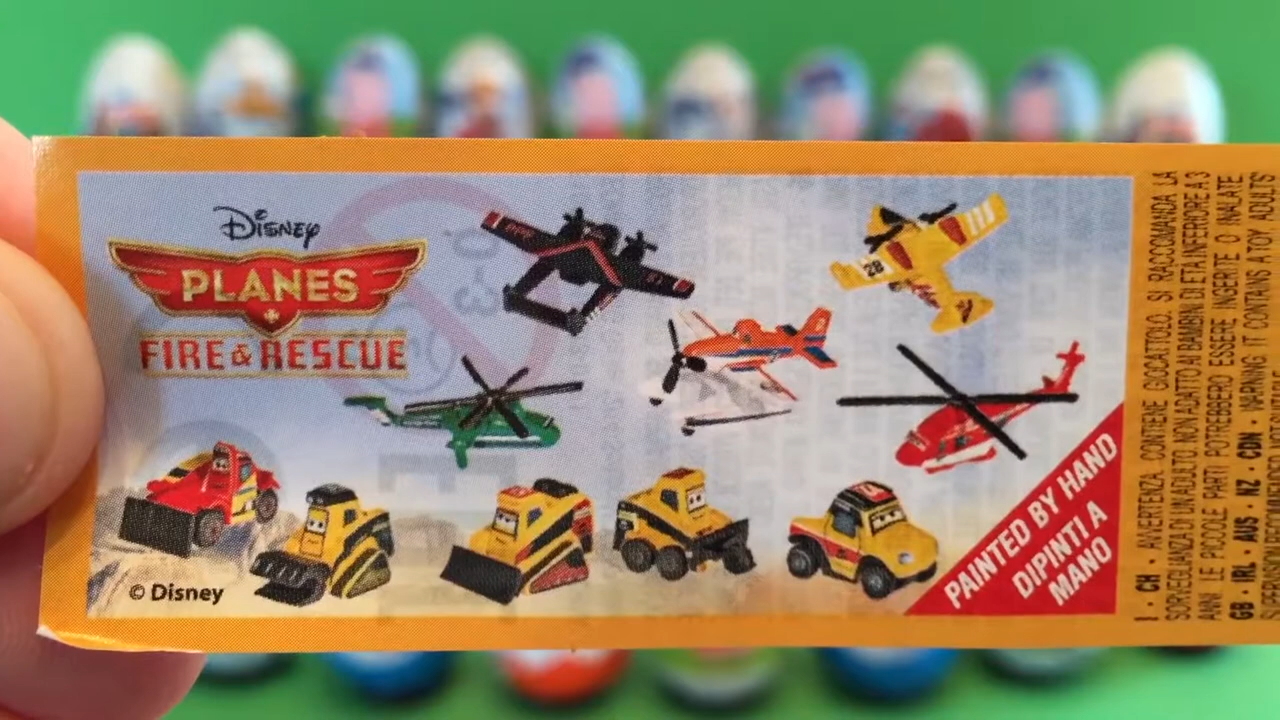 DISNEY
PLANES
FIRE & RESCUE
28
© Disney
PAINTED BY HAND
DIPINTI A
MANO
I · CH · AVVERTENZA. CONTIENE GIOCATTOLO. SI RACCOMANDA LA
SORVEGLIANZA DI UN ADULTO. NON ADATTO AI BAMBINI DI ETÀ INFERIORE A 3
ANNI. LE PICCOLE PARTI POTREBBERO ESSERE INGERITE O INALATE.
GB · IRL · AUS · NZ · CDN · WARNING. IT CONTAINS A TOY. ADULTS'